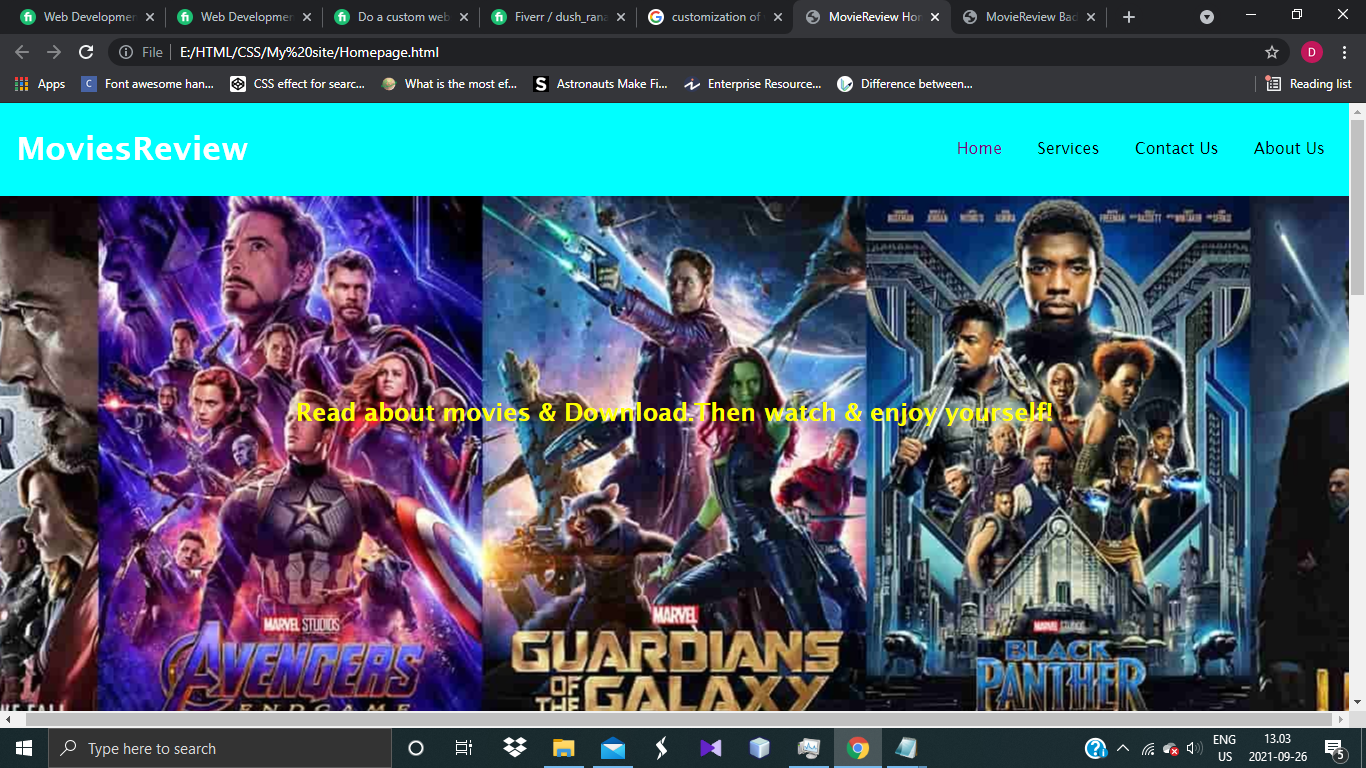 Web Developmen
Web Developmen
Do a custom web
Fiverr / dush_rana
customization of
MovieReview Hor
MovieReview Bac
File
E:/HTML/CSS/My%20site/Homepage.html
D
Apps
Font awesome han...
CSS effect for searc...
What is the most ef...
Astronauts Make Fi...
Enterprise Resource...
Difference between...
Reading list
MoviesReview
Home
Services
Contact Us
About Us
Read about movies & Download.Then watch & enjoy yourself!
MARVEL STUDIOS
AVENGERS
ENDGAME
MARVEL
GUARDIANS
OF THE GALAXY
MARVEL STUDIOS
BLACK
PANTHER
Type here to search
ENG
US
13.03
2021-09-26
5